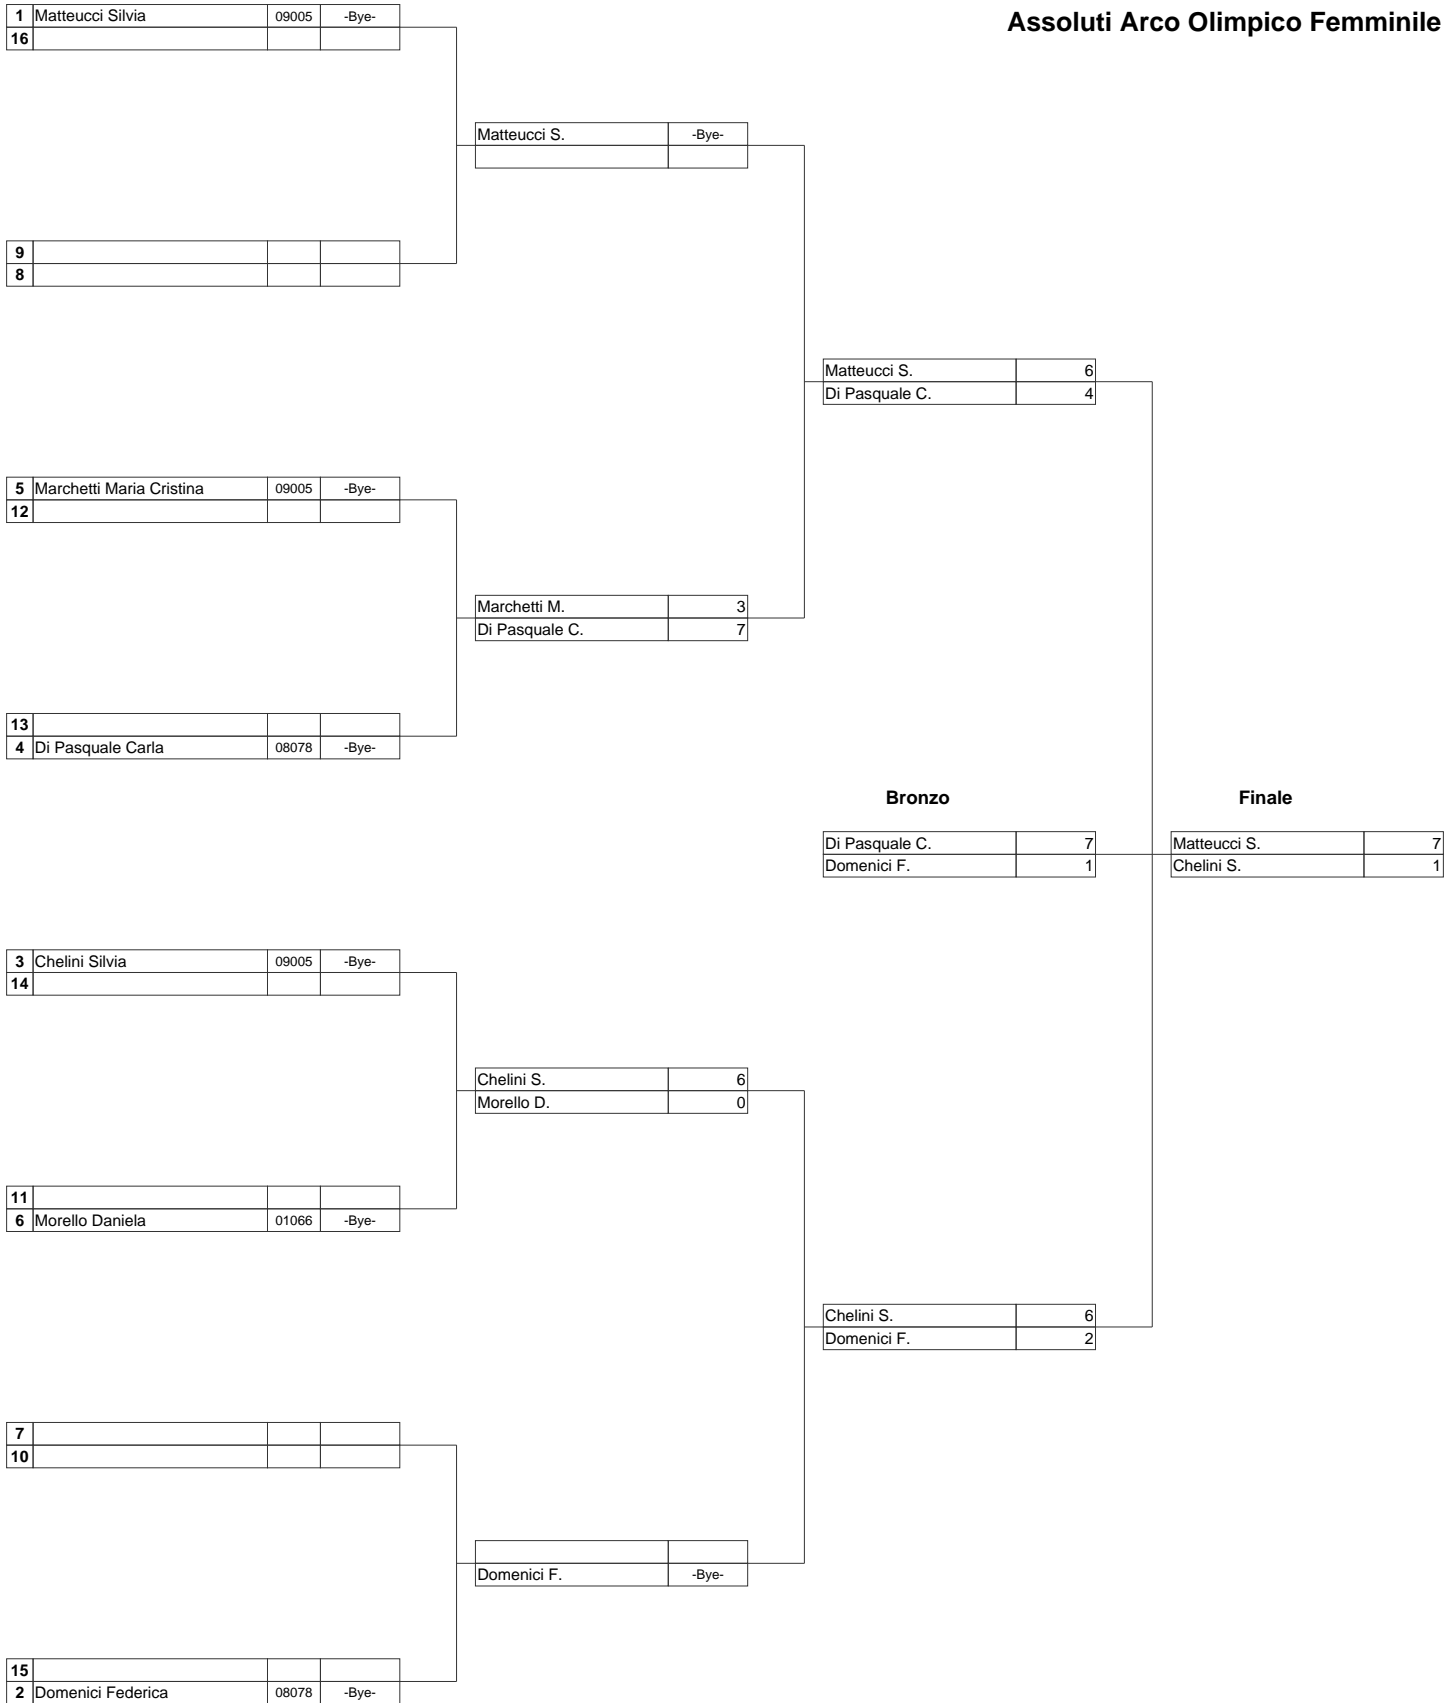 Assoluti Arco Olimpico Femminile
1 Matteucci Silvia 09005 -Bye-
16
Matteucci S. -Bye-
9
8
Matteucci S. 6
Di Pasquale C. 4
5 Marchetti Maria Cristina 09005 -Bye-
12
Marchetti M. 3
Di Pasquale C. 7
13
4 Di Pasquale Carla 08078 -Bye-
Bronzo
Finale
Di Pasquale C. 7
Domenici F. 1
Matteucci S. 7
Chelini S. 1
3 Chelini Silvia 09005 -Bye-
14
Chelini S. 6
Morello D. 0
11
6 Morello Daniela 01066 -Bye-
Chelini S. 6
Domenici F. 2
7
10
Domenici F. -Bye-
15
2 Domenici Federica 08078 -Bye-